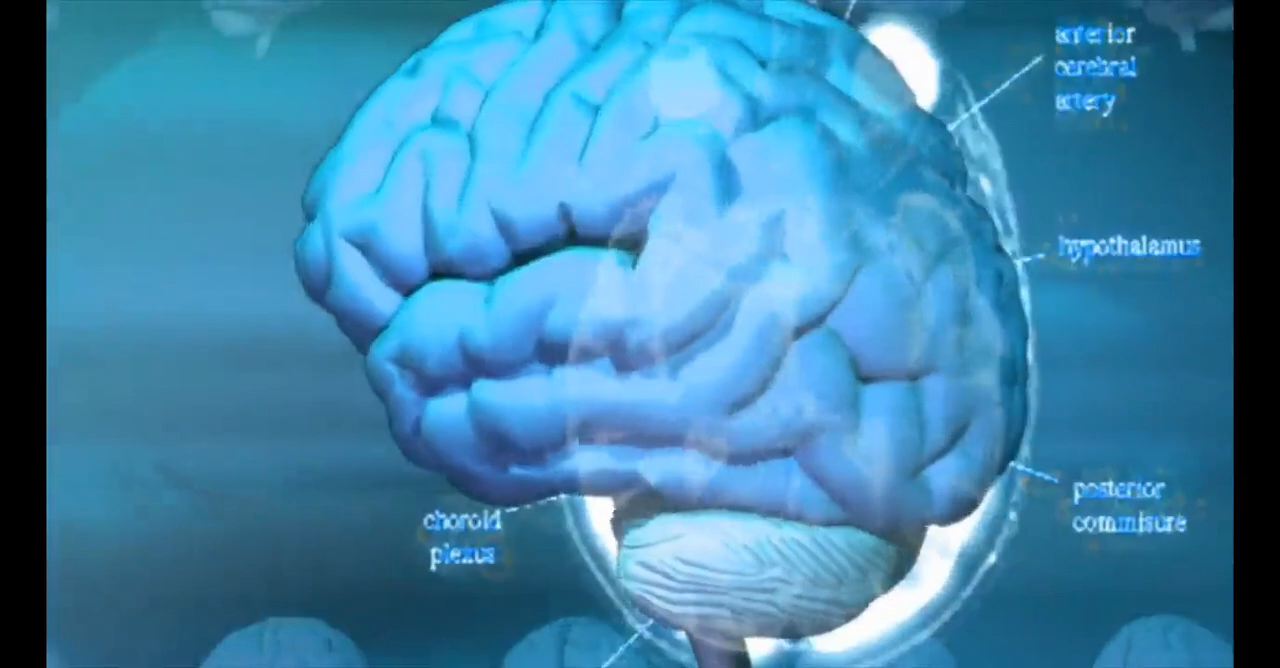 anterior
cerebral
artery
hypothalamus
posterior
commisure
choroid
plexus